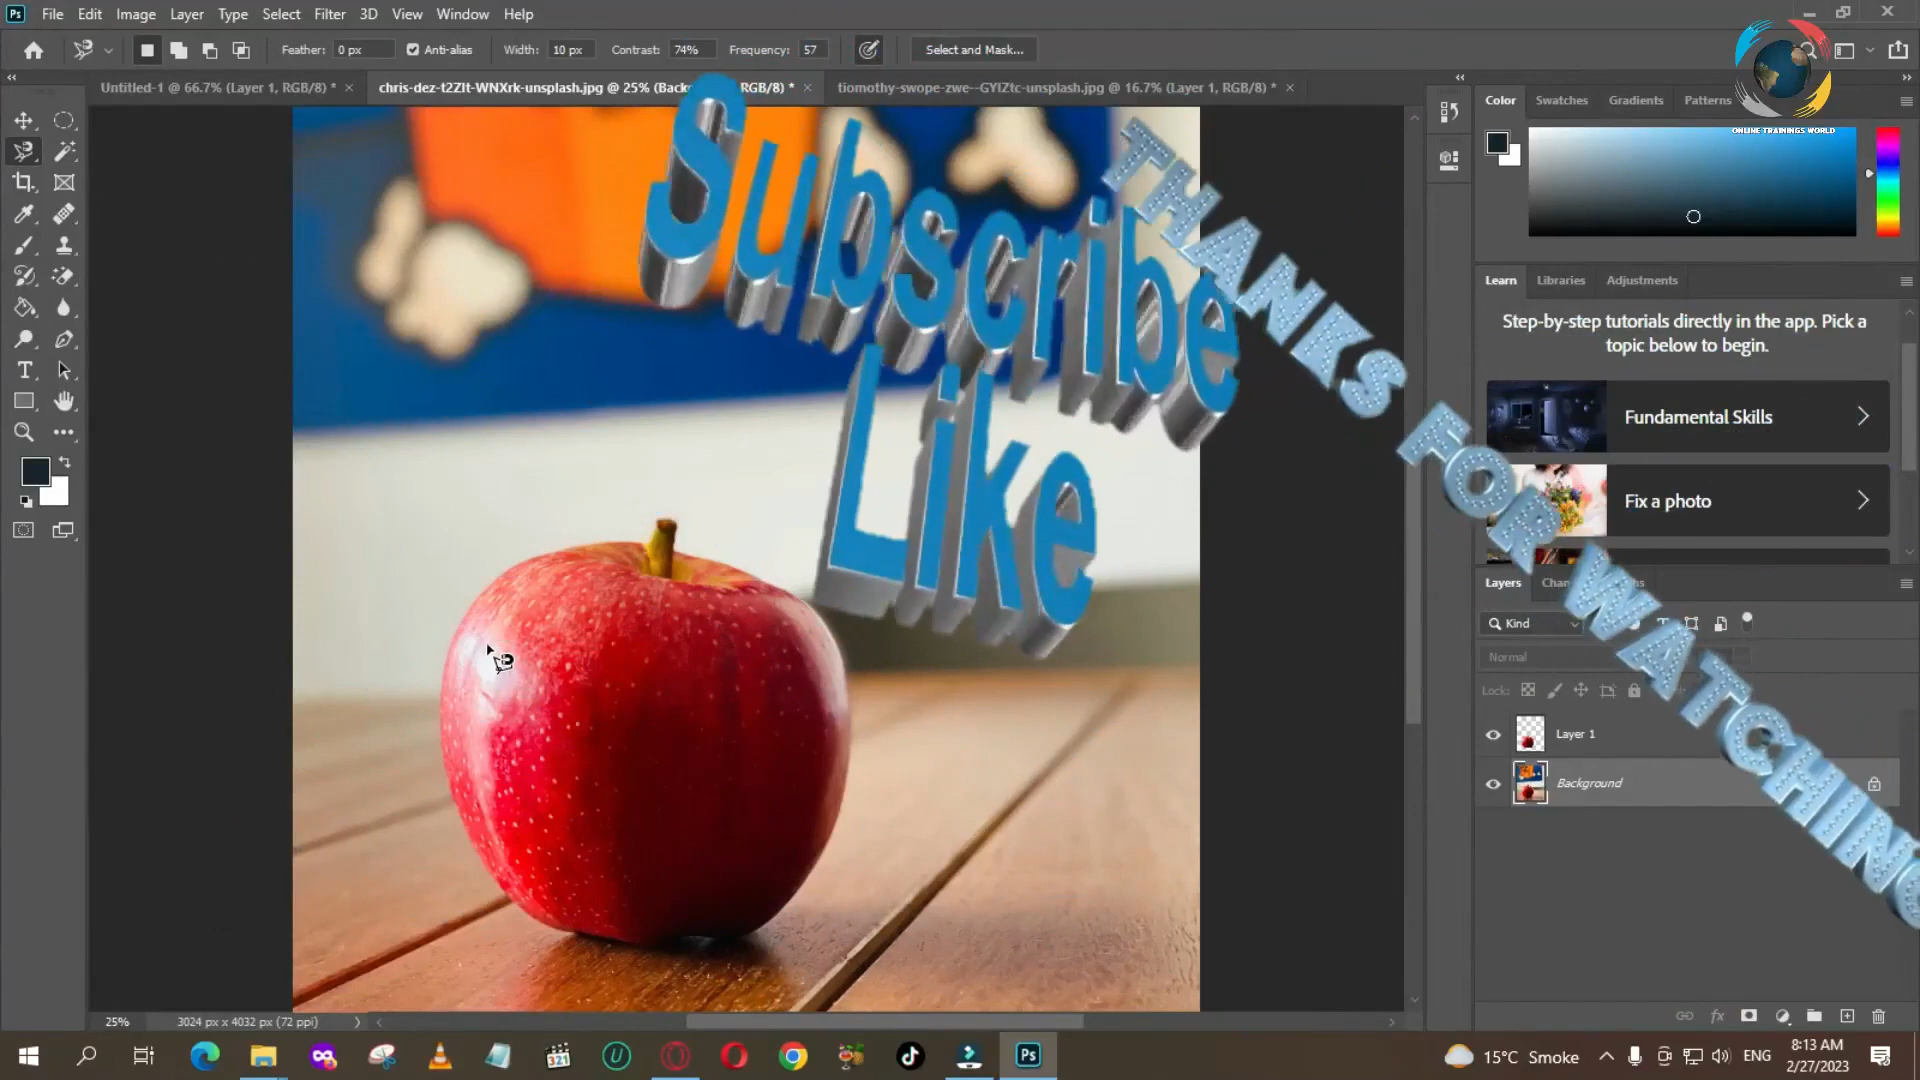 Ps File Edit Image Layer Type Select Filter 3D View Window Help
Feather: 0 px Anti-alias Width: 10 px Contrast: 74% Frequency: 57 Select and Mask...
Untitled-1 @ 66.7% (Layer 1, RGB/8) *
chris-dez-t2ZIt-WNXrk-unsplash.jpg @ 25% (Back RGB/8) *
tiomothy-swope-zwe--GYIZtc-unsplash.jpg @ 16.7% (Layer 1, RGB/8) *
Color Swatches Gradients Patterns
ONLINE TRAININGS WORLD
Subscribe
Like
THANKS FOR WATCHING
Learn Libraries Adjustments
Step-by-step tutorials directly in the app. Pick a
topic below to begin.
Fundamental Skills
Fix a photo
Layers
Kind
Normal
Lock:
Layer 1
Background
25% 3024 px x 4032 px (72 ppi)
321
Ps
15°C Smoke
ENG
8:13 AM
2/27/2023